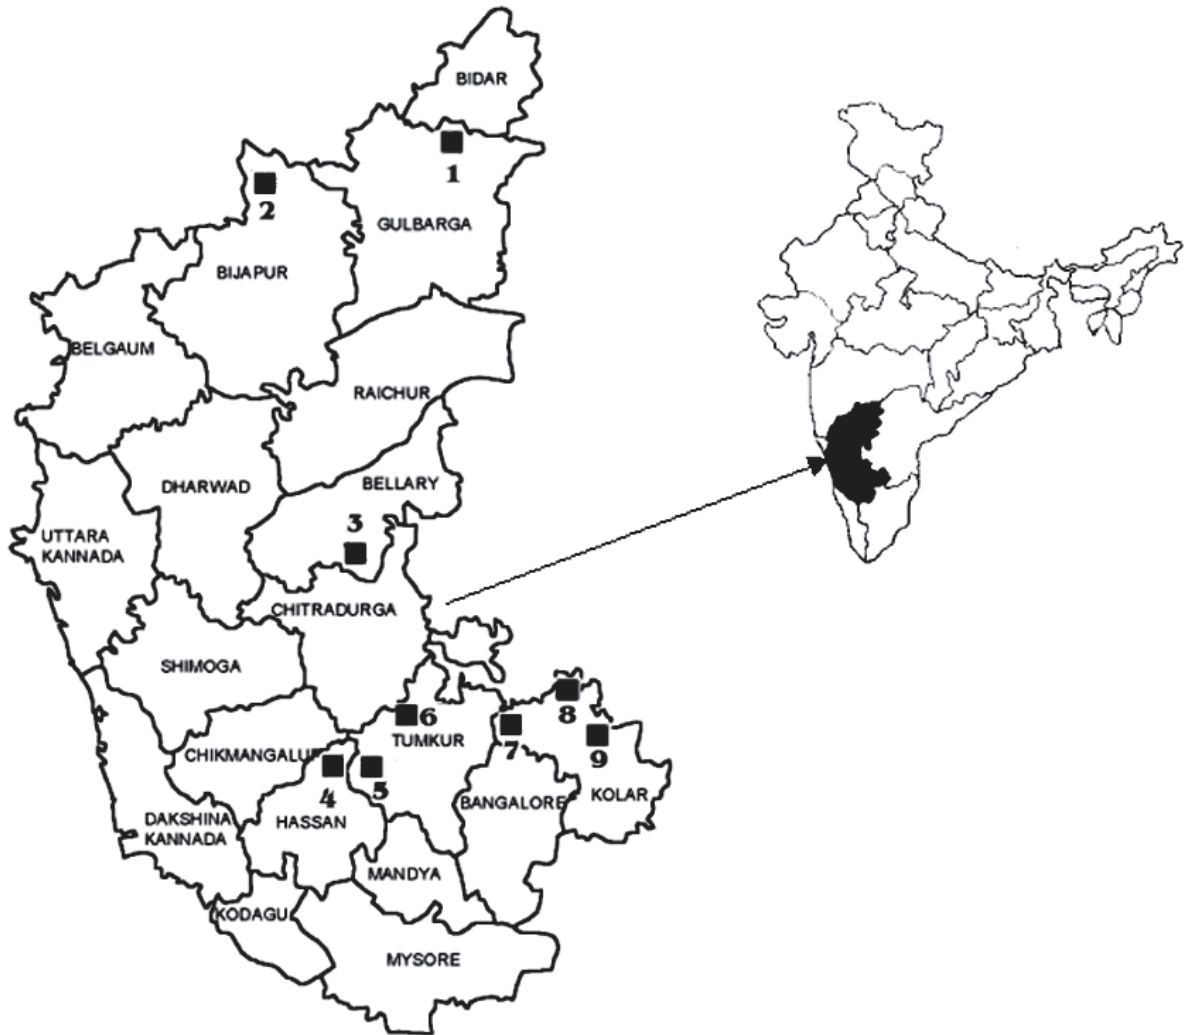 BIDAR
1
2
GULBARGA
BIJAPUR
BELGAUM
RAICHUR
BELLARY
DHARWAD
3
UTTARA
KANNADA
CHITRADURGA
SHIMOGA
8
6
TUMKUR
7
9
CHIKMANGALUR
4
5
KOLAR
BANGALORE
DAKSHINA
KANNADA
HASSAN
MANDYA
KODAGU
MYSORE